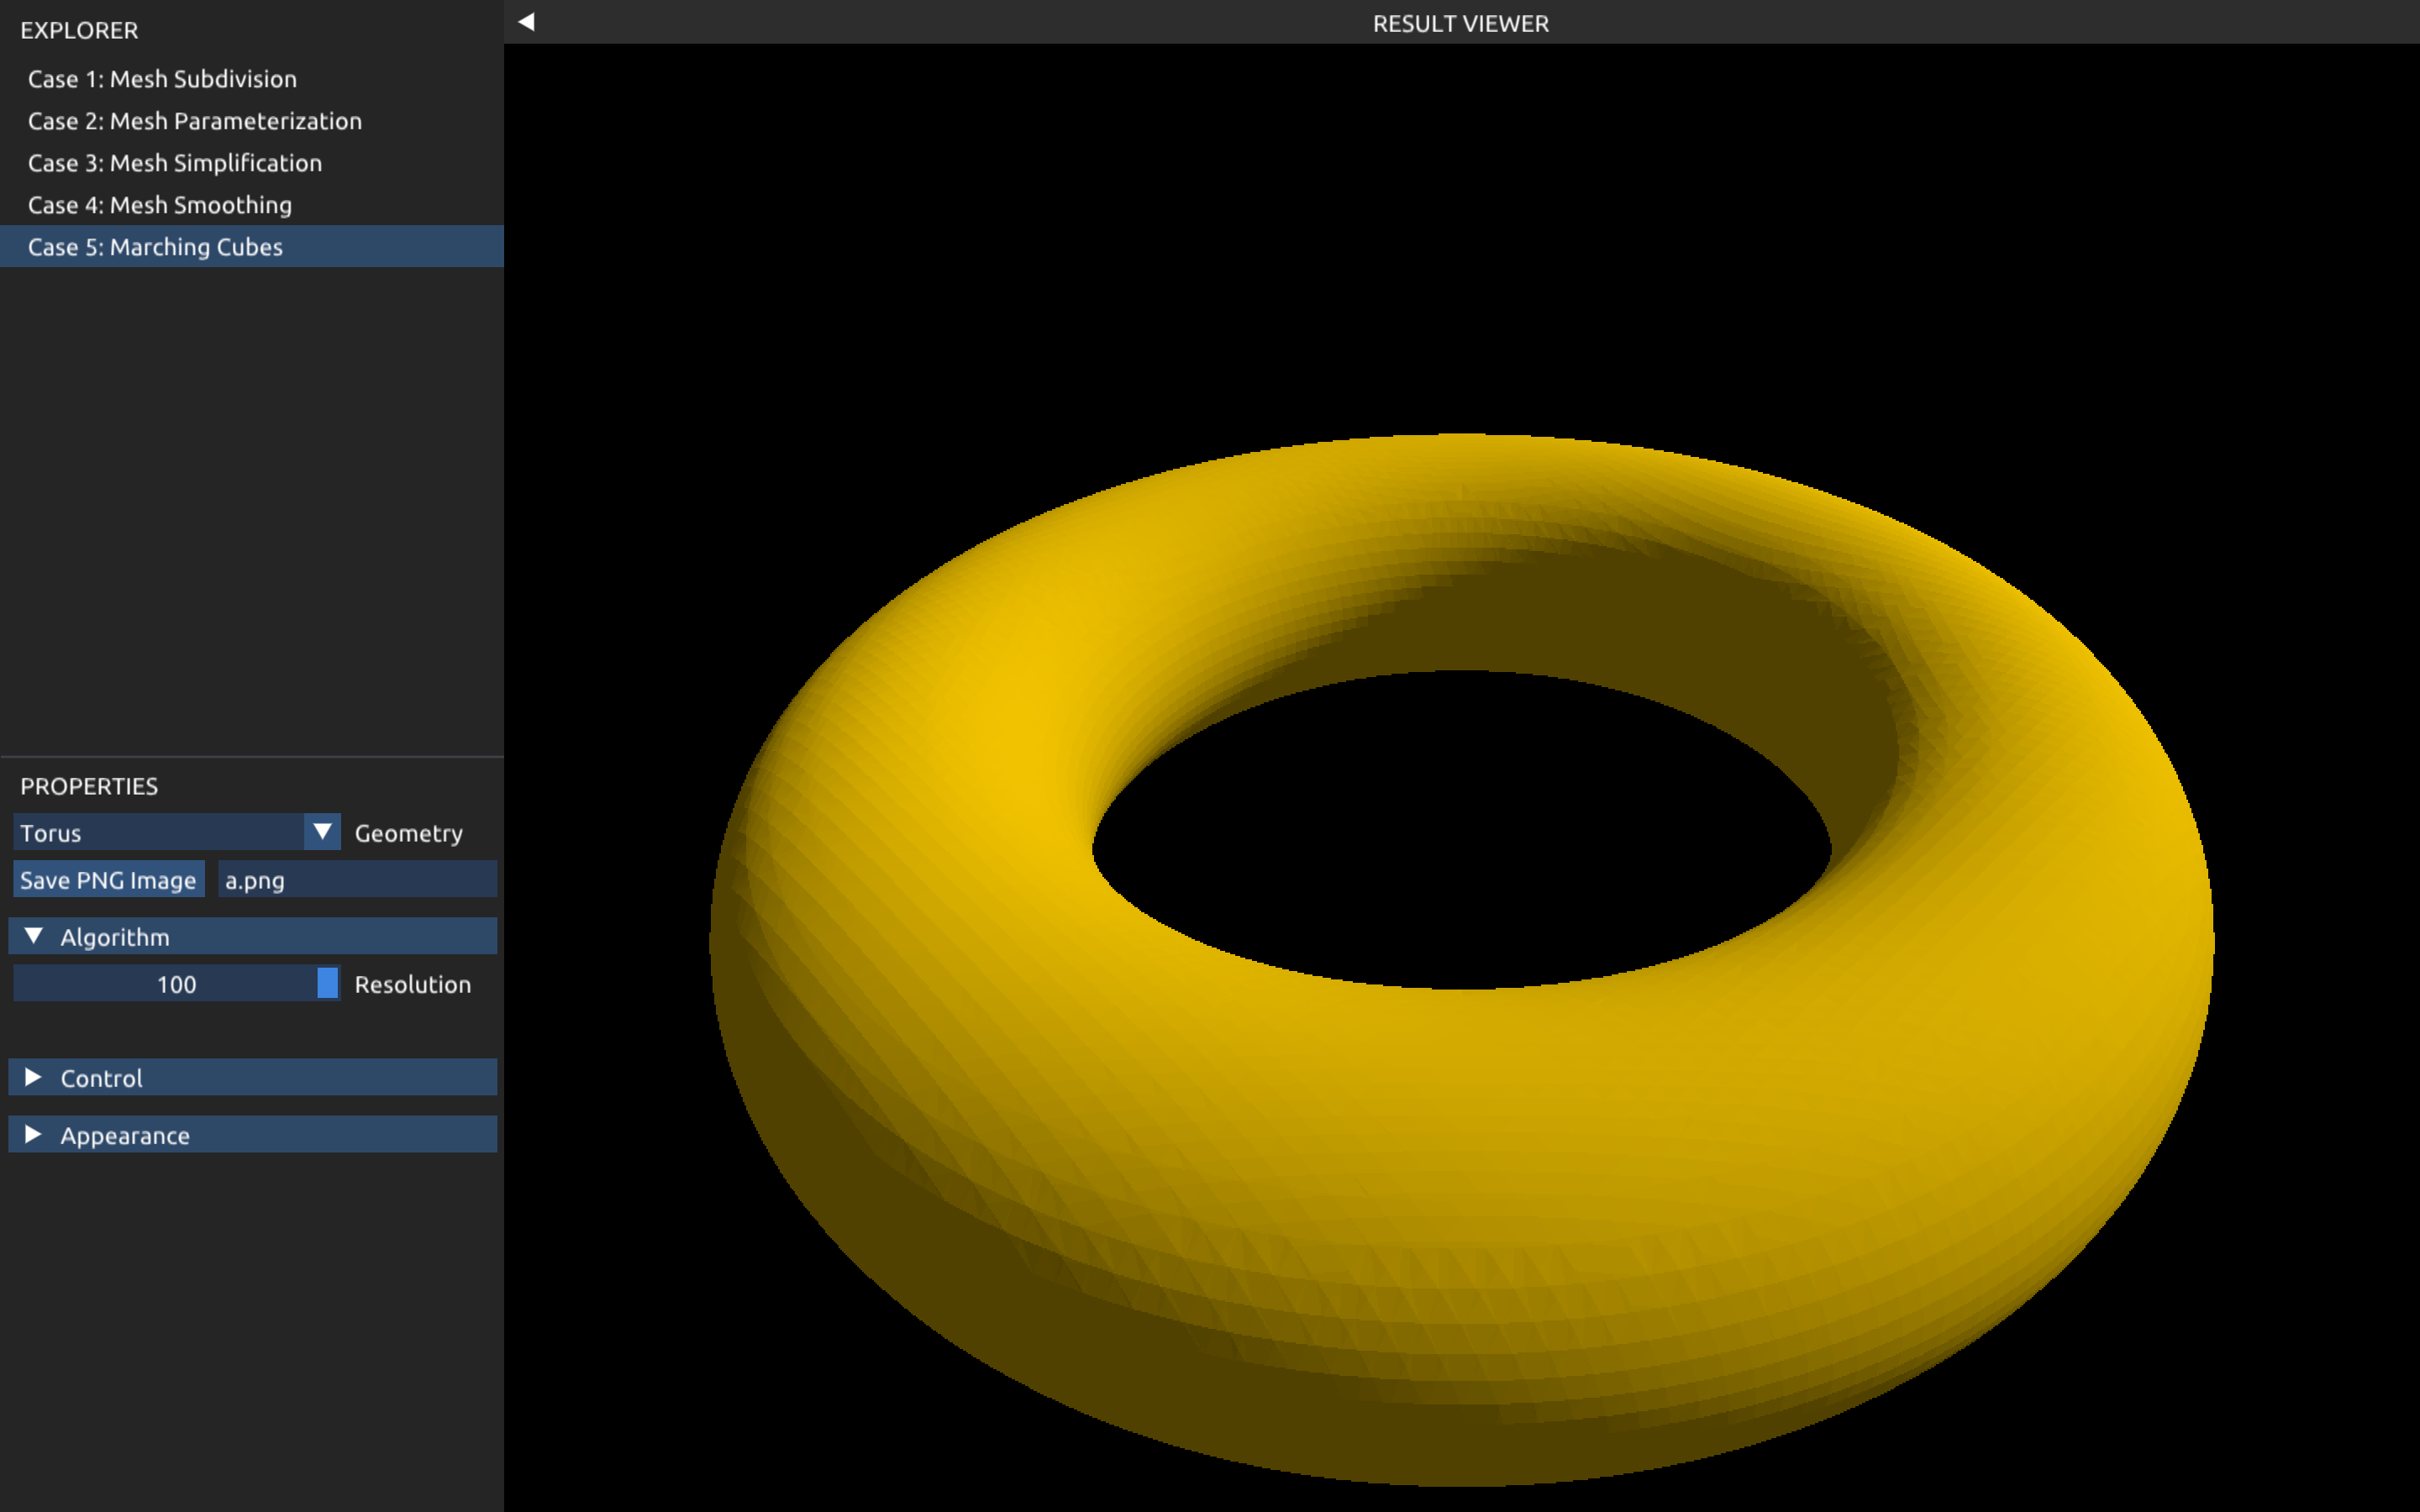 EXPLORER
Case 1: Mesh Subdivision
Case 2: Mesh Parameterization
Case 3: Mesh Simplification
Case 4: Mesh Smoothing
Case 5: Marching Cubes
PROPERTIES
Torus Geometry
Save PNG Image a.png
Algorithm
100 Resolution
Control
Appearance
RESULT VIEWER